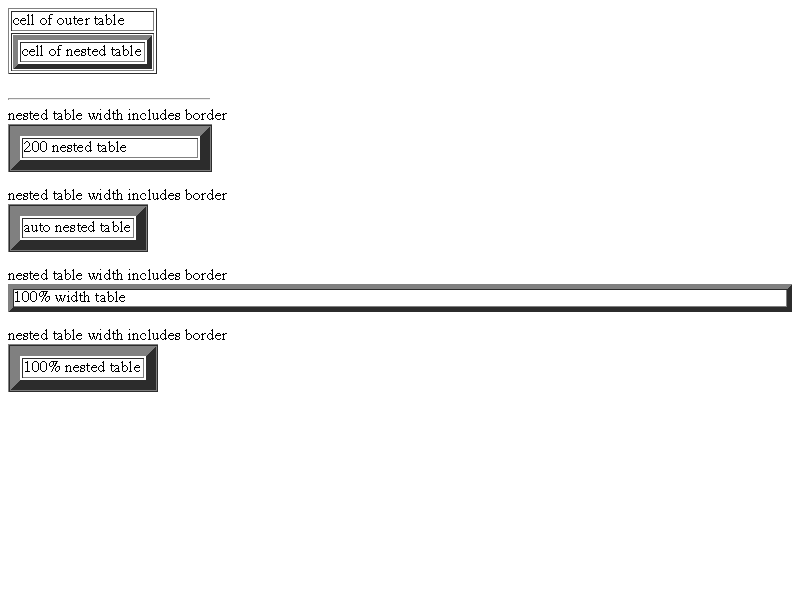 cell of outer table
cell of nested table
nested table width includes border
200 nested table
nested table width includes border
auto nested table
nested table width includes border
100% width table
nested table width includes border
100% nested table